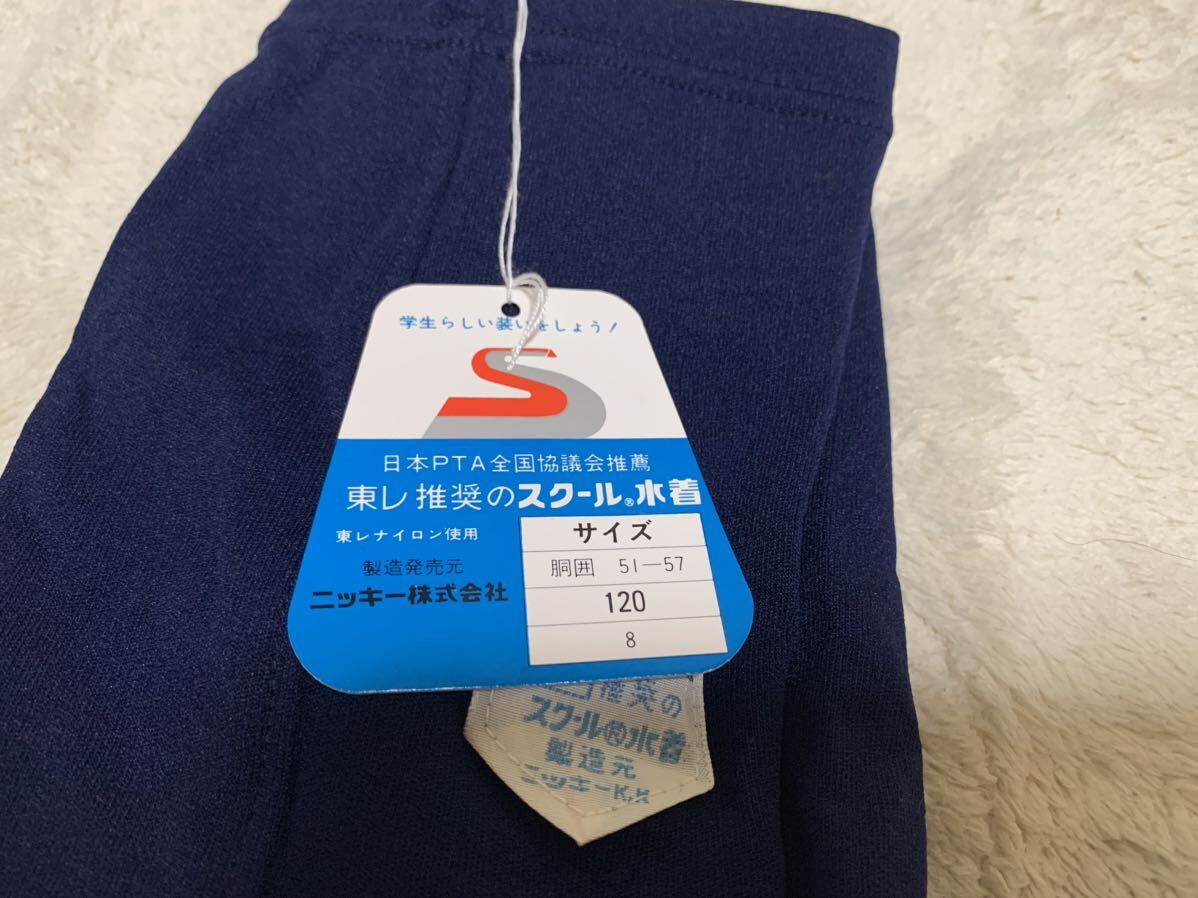 学生らしい装いをしよう!
日本PTA全国協議会推薦
東レ推奨のスクール®水着
東レナイロン使用
製造発売元
ニッキー株式会社
サイズ
胴囲 51—57
120
8
推奨の
スクール®水着
製造元
ニッキーK.K